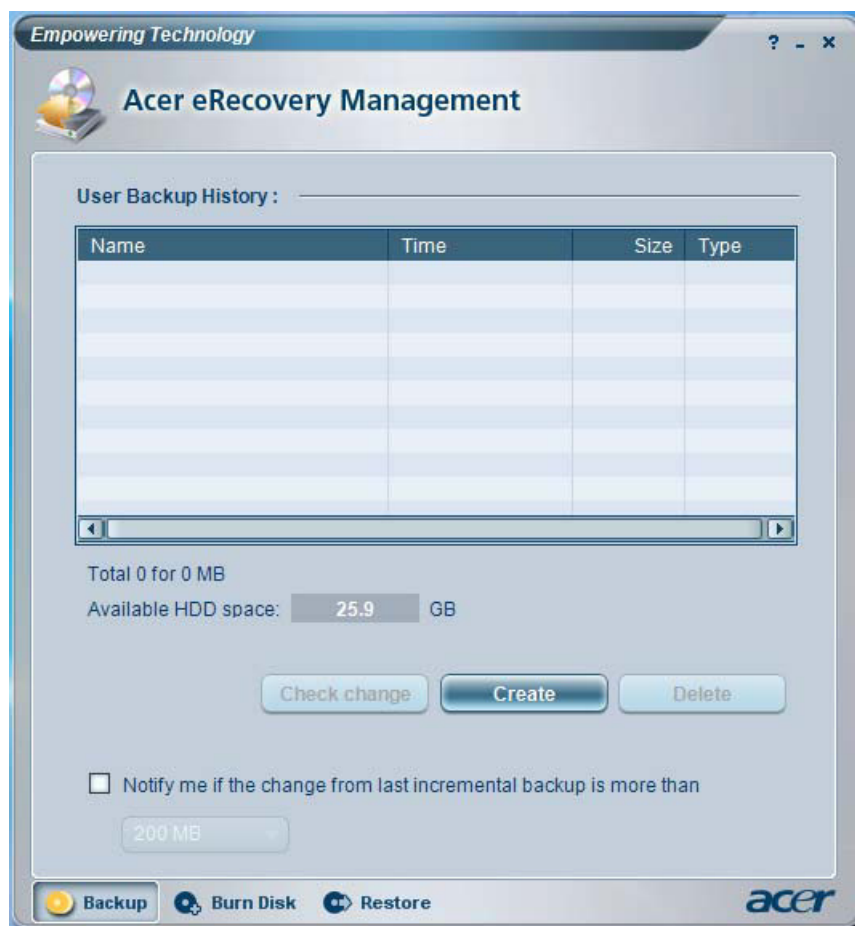 Empowering Technology
? - x
Acer eRecovery Management
User Backup History :
Name Time Size Type
Total 0 for 0 MB
Available HDD space: 25.9 GB
Check change Create Delete
Notify me if the change from last incremental backup is more than
200 MB
Backup Burn Disk Restore acer